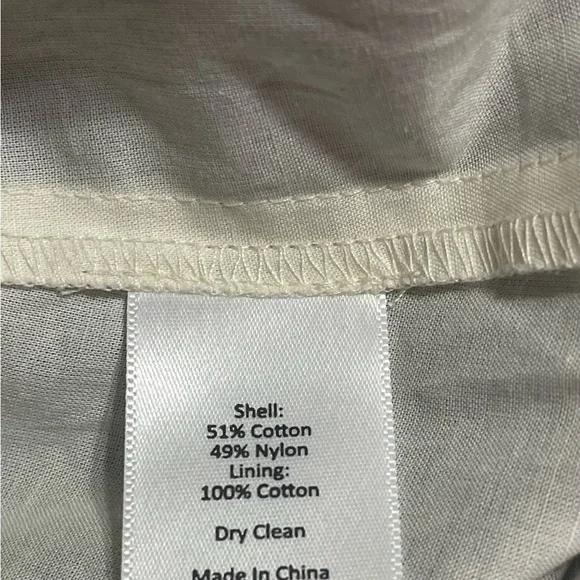 Shell:
51% Cotton
49% Nylon
Lining:
100% Cotton
Dry Clean
Made In China